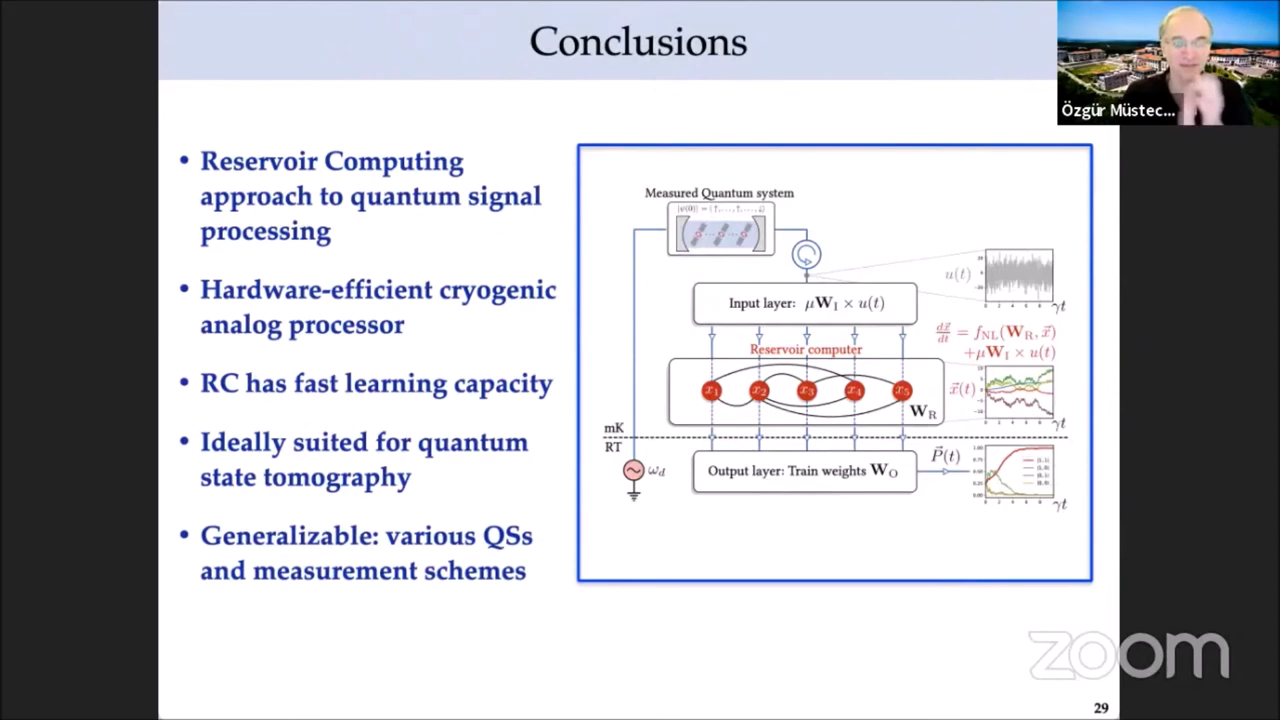 Conclusions
Özgür Müstec...
• Reservoir Computing
approach to quantum signal
processing
• Hardware-efficient cryogenic
analog processor
• RC has fast learning capacity
• Ideally suited for quantum
state tomography
• Generalizable: various QSs
and measurement schemes
Measured Quantum system
u(t)
γt
Input layer: μW_I × u(t)
dx⃗/dt = f_NL(W_R, x⃗)
+μW_I × u(t)
Reservoir computer
x₁ x₂ x₃ x₄ x₅
W_R
x⃗(t)
γt
mK
RT
ω_d
Output layer: Train weights W_O
P⃗(t)
γt
zoom
29